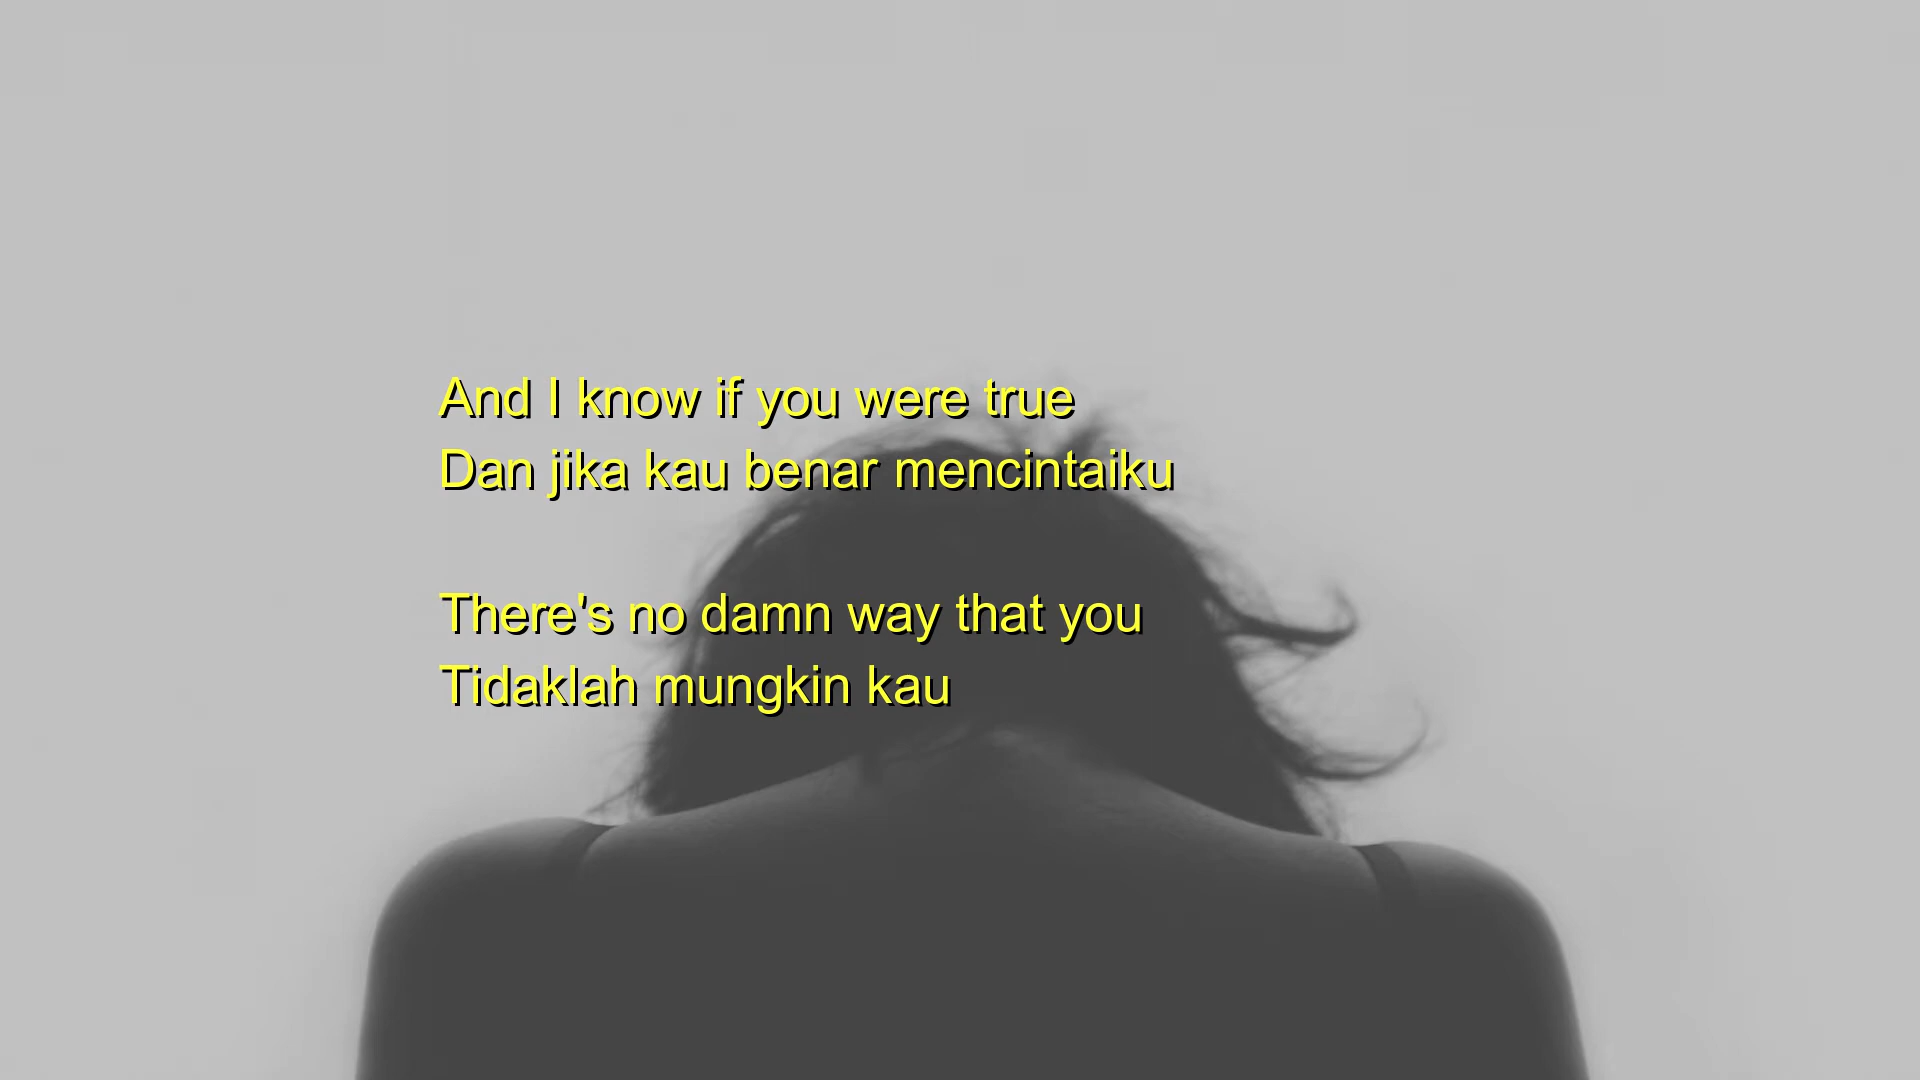 And I know if you were true
Dan jika kau benar mencintaiku
There's no damn way that you
Tidaklah mungkin kau